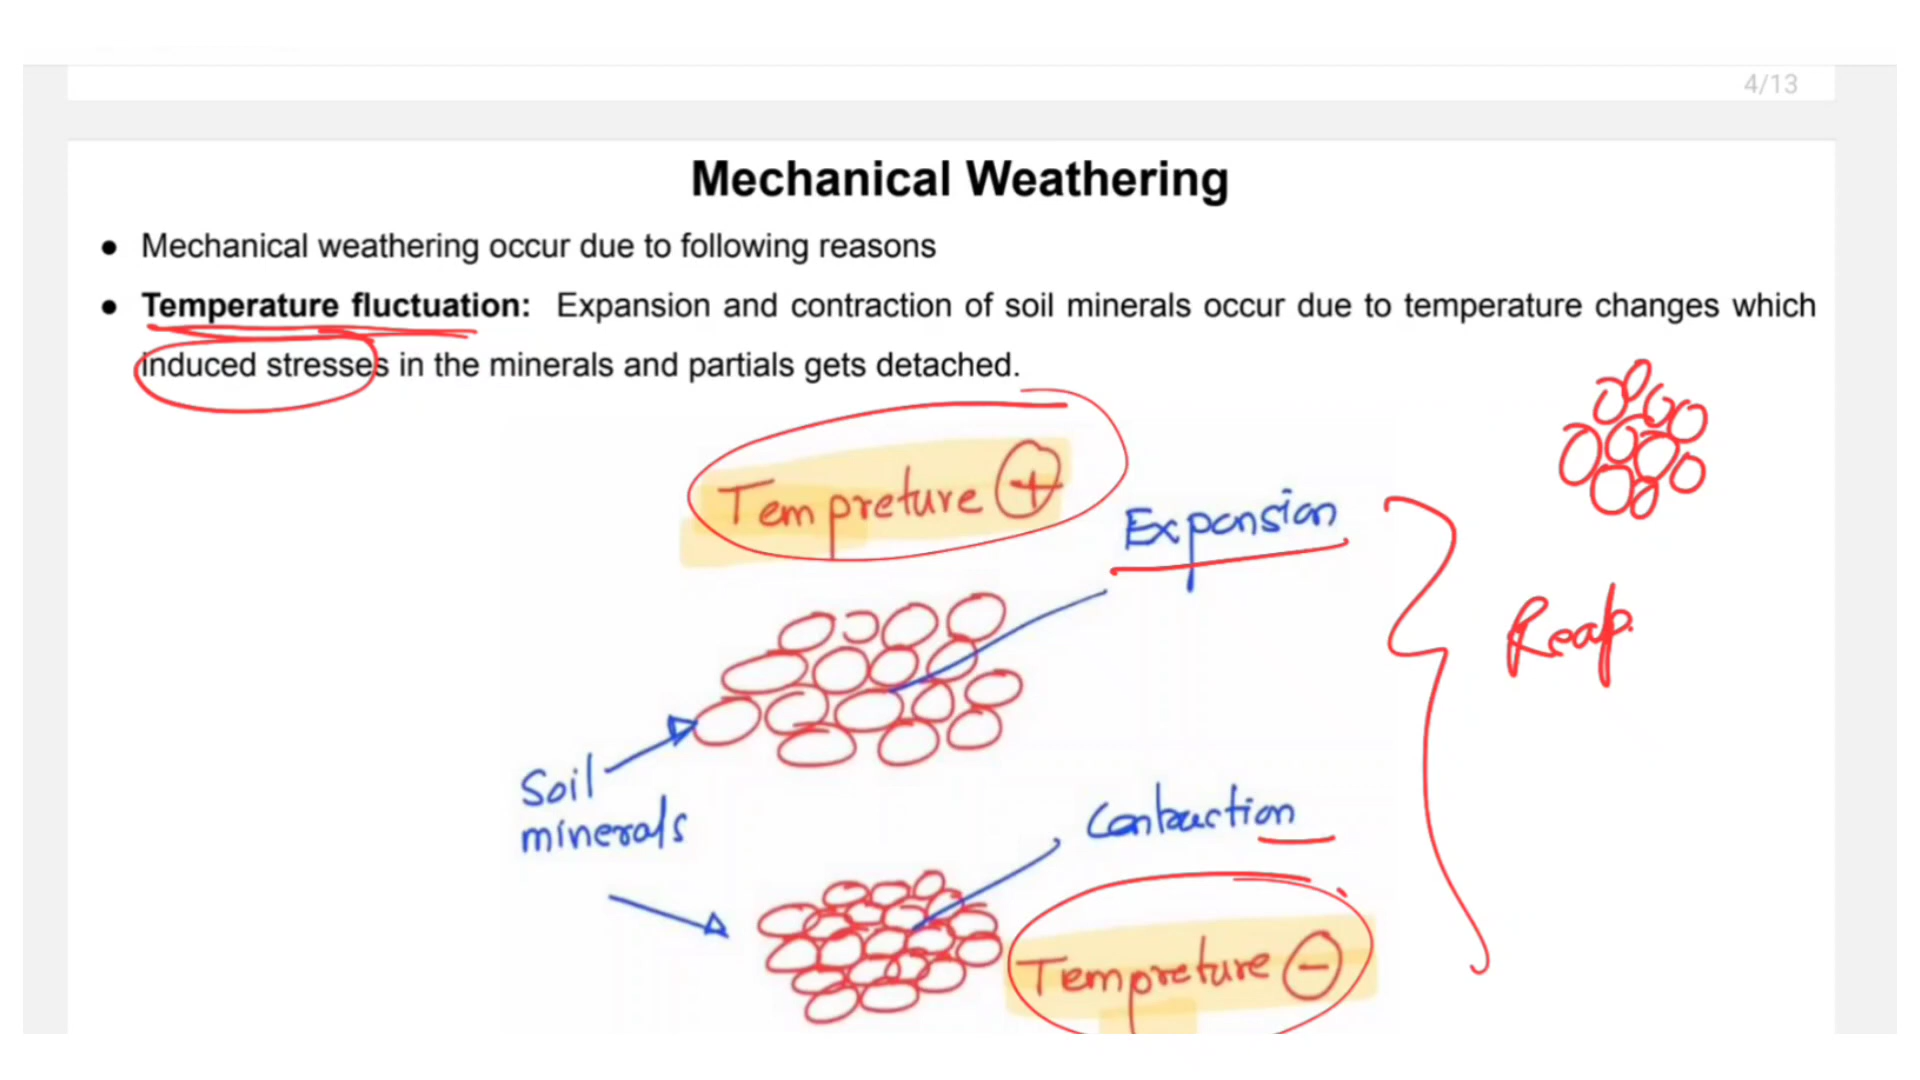 4/13
Mechanical Weathering
● Mechanical weathering occur due to following reasons
● Temperature fluctuation: Expansion and contraction of soil minerals occur due to temperature changes which
induced stresses in the minerals and partials gets detached.
Tempreture +
Expansion
Soil
minerals
Tempreture -